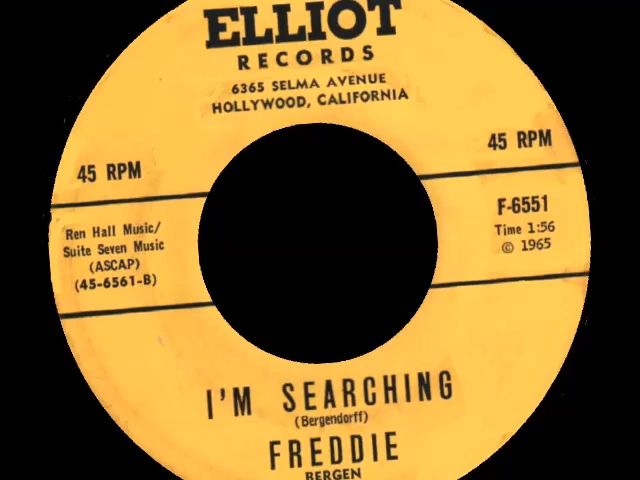 ELLIOT
RECORDS
6365 SELMA AVENUE
HOLLYWOOD, CALIFORNIA
45 RPM
45 RPM
Ren Hall Music/
Suite Seven Music
(ASCAP)
(45-6561-B)
F-6551
Time 1:56
© 1965
I'M SEARCHING
(Bergendorff)
FREDDIE
BERGEN